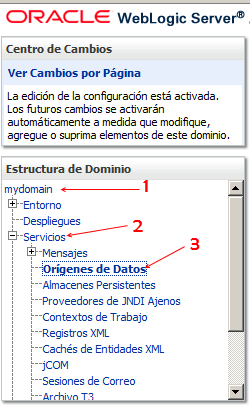 ORACLE WebLogic Server®
Centro de Cambios
Ver Cambios por Página
La edición de la configuración está activada.
Los futuros cambios se activarán
automáticamente a medida que modifique,
agregue o suprima elementos de este dominio.
Estructura de Dominio
mydomain 1
Entorno
Despliegues
Servicios 2
Mensajes 3
Orígenes de Datos
Almacenes Persistentes
Proveedores de JNDI Ajenos
Contextos de Trabajo
Registros XML
Cachés de Entidades XML
jCOM
Sesiones de Correo
Archivo T3